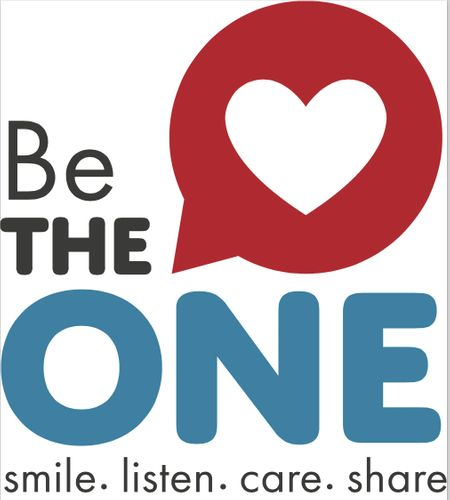 Be
THE
ONE
smile. listen. care. share